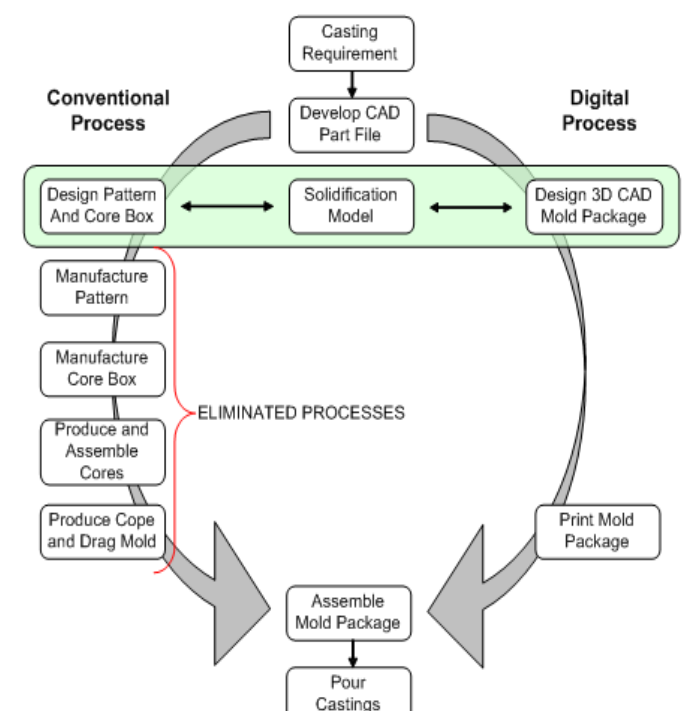 Casting
Requirement
Conventional
Process
Develop CAD
Part File
Digital
Process
Design Pattern
And Core Box
Solidification
Model
Design 3D CAD
Mold Package
Manufacture
Pattern
Manufacture
Core Box
ELIMINATED PROCESSES
Produce and
Assemble
Cores
Produce Cope
and Drag Mold
Print Mold
Package
Assemble
Mold Package
Pour
Castings